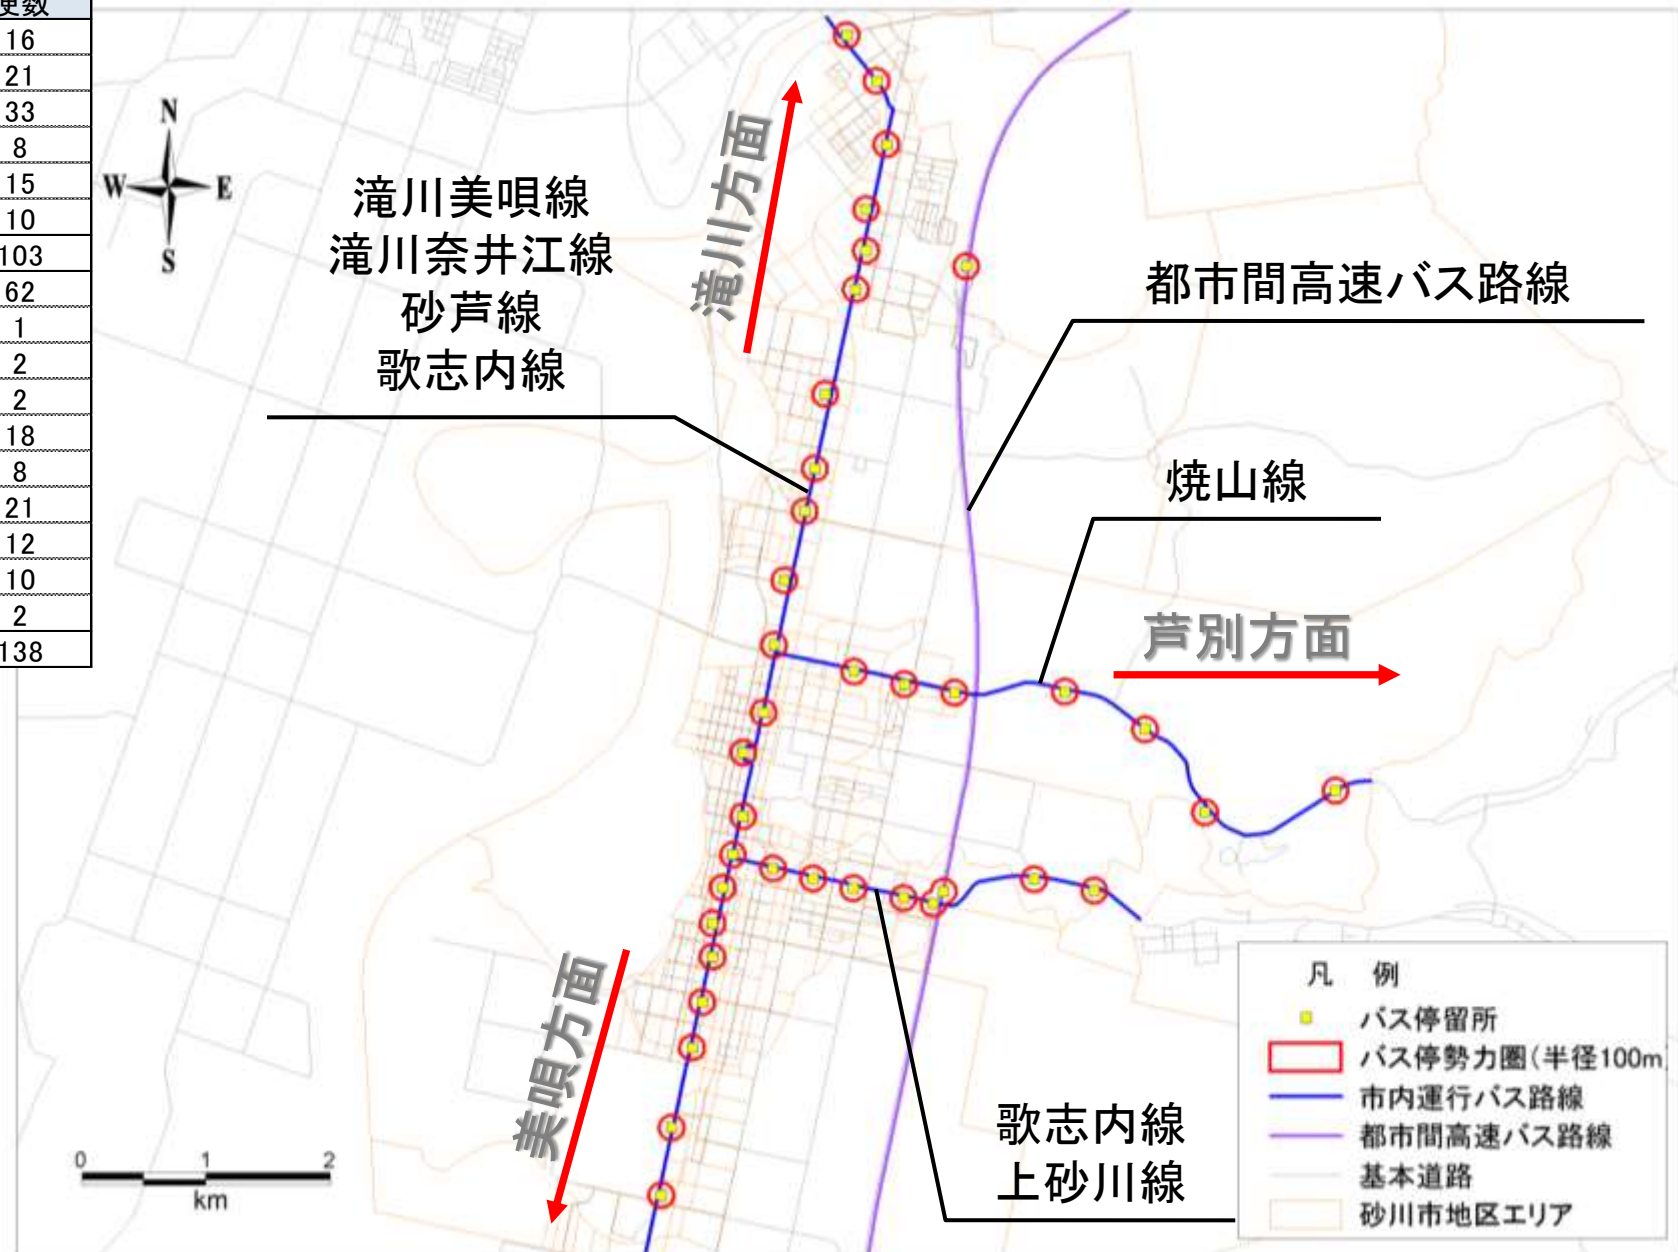 便数
16
21
33
8
15
10
103
62
1
2
2
18
8
21
12
10
2
138
N
W
E
S
滝川美唄線
滝川奈井江線
砂芦線
歌志内線
滝川方面
都市間高速バス路線
焼山線
芦別方面
美唄方面
歌志内線
上砂川線
0 1 2
km
凡 例
バス停留所
バス停勢力圏(半径100m
市内運行バス路線
都市間高速バス路線
基本道路
砂川市地区エリア